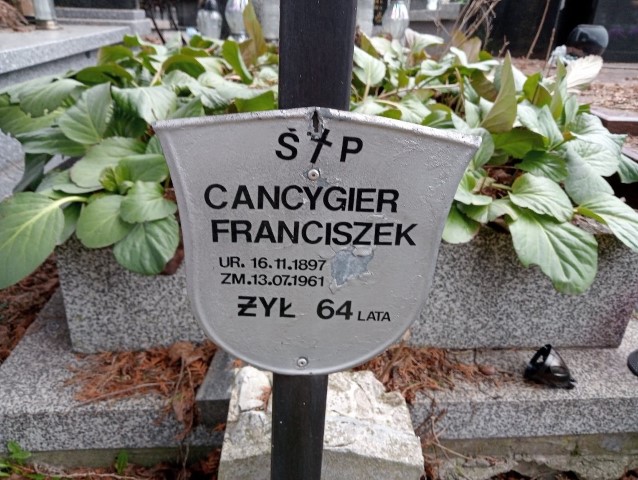 Ś † P
CANCYGIER
FRANCISZEK
UR. 16.11.1897
ZM.13.07.1961
ŻYŁ 64 LATA